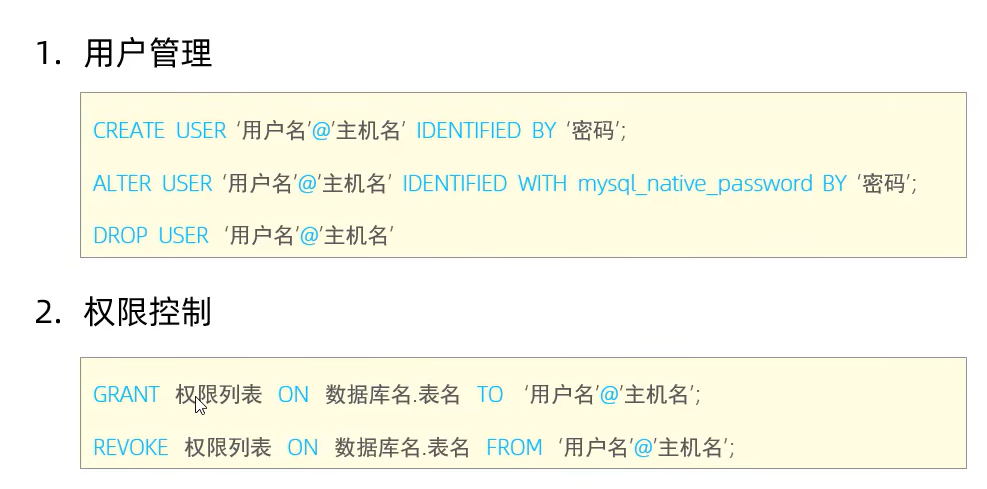 1. 用户管理
CREATE USER '用户名'@'主机名' IDENTIFIED BY '密码';
ALTER USER '用户名'@'主机名' IDENTIFIED WITH mysql_native_password BY '密码';
DROP USER '用户名'@'主机名'
2. 权限控制
GRANT 权限列表 ON 数据库名.表名 TO '用户名'@'主机名';
REVOKE 权限列表 ON 数据库名.表名 FROM '用户名'@'主机名';